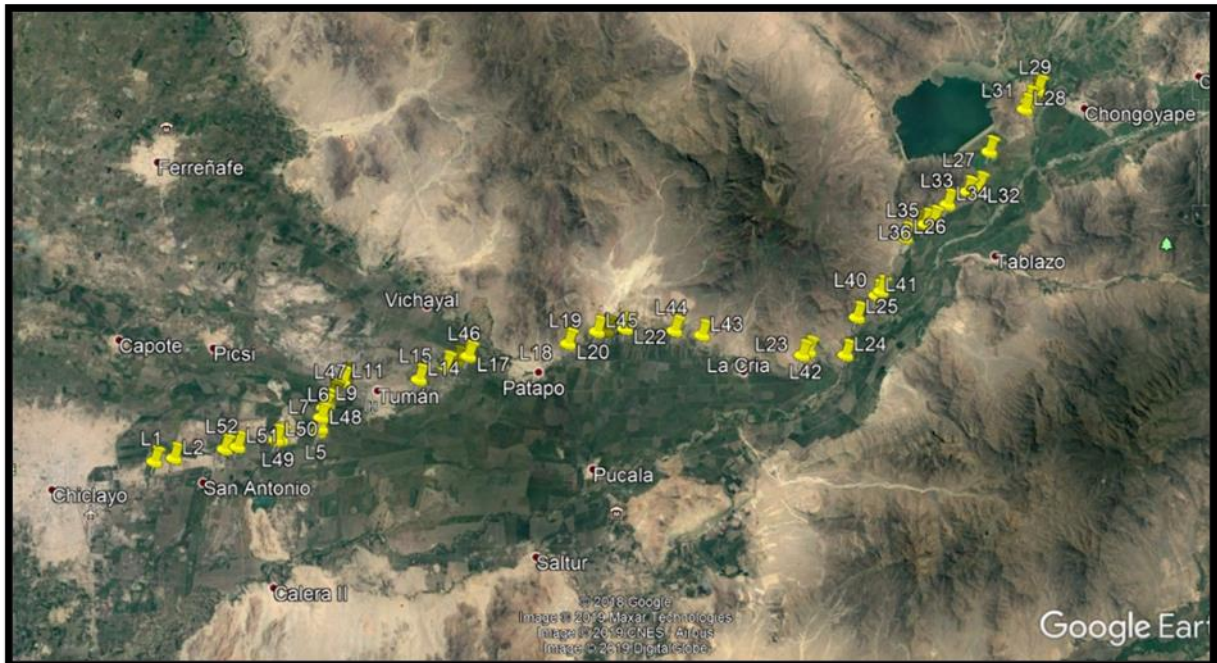 L29
L31
L28
Chongoyape
C
L27
Ferreñafe
L33
L34
L32
L35
L26
L36
Tablazo
L40
L41
Vichayal
L25
L44
L19
L45
L43
L46
L22
Capote
Picsi
L15
L17
L18
L20
L23
L24
L14
La Cria
L42
L47
L11
Patapo
L6
L9
Tumán
L7
L48
L1
L2
L52
L51
L50
L5
L49
San Antonio
Pucala
Chiclayo
Saltur
Calera II
© 2018 Google
Image © 2019 Maxar Technologies
Image © 2019 CNES / Airbus
Image © 2019 DigitalGlobe
Google Eart